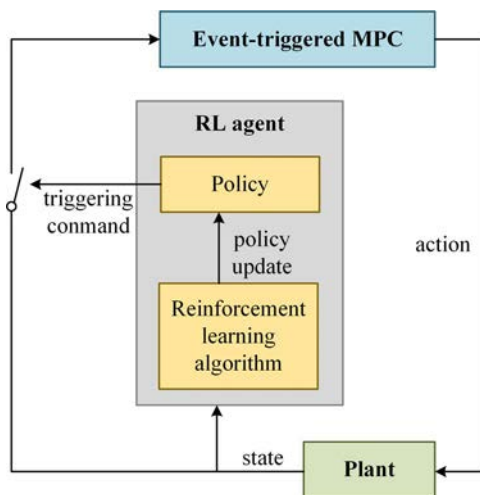 Event-triggered MPC
RL agent
Policy
triggering
conmand
policy
update
action
Reinforcement
learning
algorithm
state
Plant